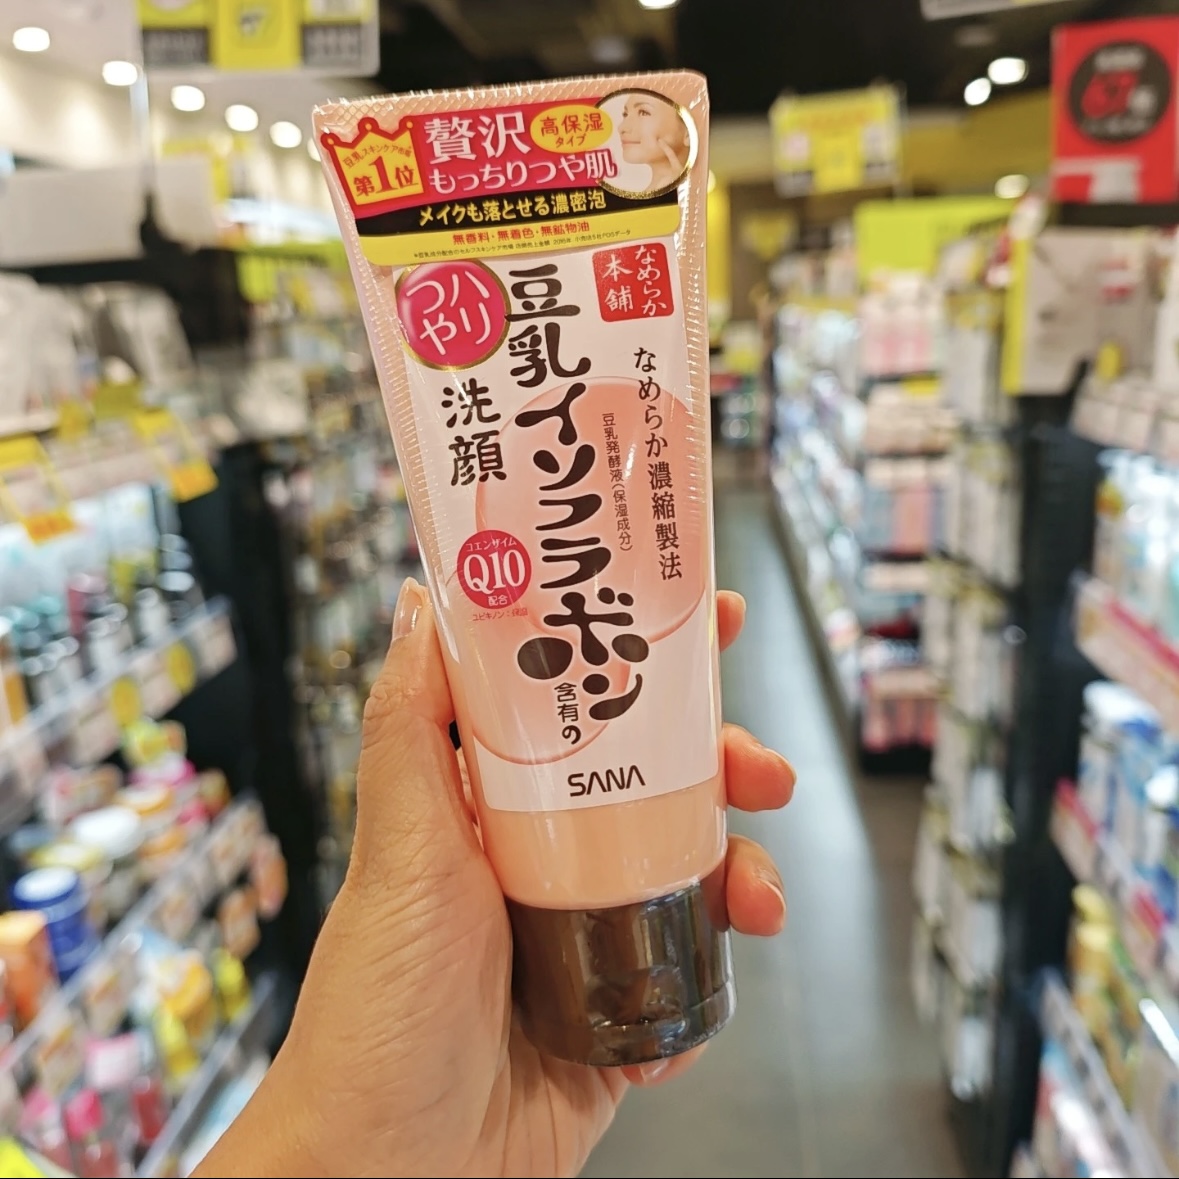 豆乳スキンケア市場
第1位
贅沢
高保湿
タイプ
もっちりつや肌
メイクも落とせる濃密泡
無香料・無着色・無鉱物油
なめらか
本舗
ハリ
つや
豆乳イソフラボン
含有の
洗顔
なめらか濃縮製法
豆乳発酵液(保湿成分)
コエンザイム
Q10
配合
ユビキノン:保湿
SANA